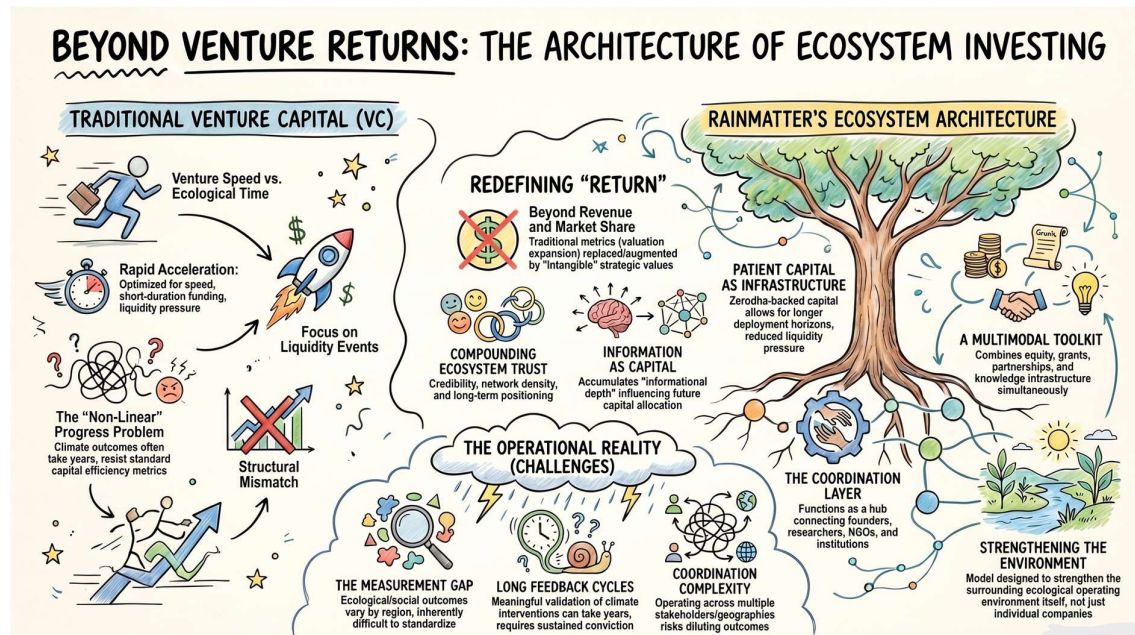 BEYOND VENTURE RETURNS: THE ARCHITECTURE OF ECOSYSTEM INVESTING
TRADITIONAL VENTURE CAPITAL (VC)
Venture Speed vs.
Ecological Time
Rapid Acceleration:
Optimized for speed,
short-duration funding,
liquidity pressure
$
$
Focus on
Liquidity Events
?
?
?
The “Non-Linear”
Progress Problem
Climate outcomes often
take years, resist standard
capital efficiency metrics
Structural
Mismatch
REDEFINING “RETURN”
$
Beyond Revenue
and Market Share
Traditional metrics (valuation
expansion) replaced/augmented
by "Intangible" strategic values
COMPOUNDING
ECOSYSTEM TRUST
Credibility, network density,
and long-term positioning
INFORMATION
AS CAPITAL
Accumulates "informational
depth" influencing future
capital allocation
THE OPERATIONAL REALITY
(CHALLENGES)
THE MEASUREMENT GAP
Ecological/social outcomes
vary by region, inherently
difficult to standardize
? ?
?
?
LONG FEEDBACK CYCLES
Meaningful validation of climate
interventions can take years,
requires sustained conviction
COORDINATION
COMPLEXITY
Operating across multiple
stakeholders/geographies
risks diluting outcomes
RAINMATTER’S ECOSYSTEM ARCHITECTURE
PATIENT CAPITAL
AS INFRASTRUCTURE
Zerodha-backed capital
allows for longer
deployment horizons,
reduced liquidity
pressure
$
A MULTIMODAL TOOLKIT
Combines equity, grants,
partnerships, and
knowledge infrastructure
simultaneously
THE COORDINATION
LAYER
Functions as a hub
connecting founders,
researchers, NGOs, and
institutions
STRENGTHENING THE
ENVIRONMENT
Model designed to strengthen the
surrounding ecological operating
environment itself, not just
individual companies